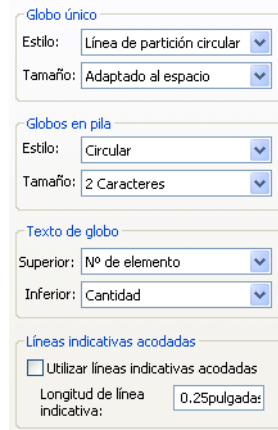 Globo único
Estilo: Línea de partición circular
Tamaño: Adaptado al espacio
Globos en pila
Estilo: Circular
Tamaño: 2 Caracteres
Texto de globo
Superior: Nº de elemento
Inferior: Cantidad
Líneas indicativas acodadas
Utilizar líneas indicativas acodadas
Longitud de línea
indicativa:
0.25pulgadas